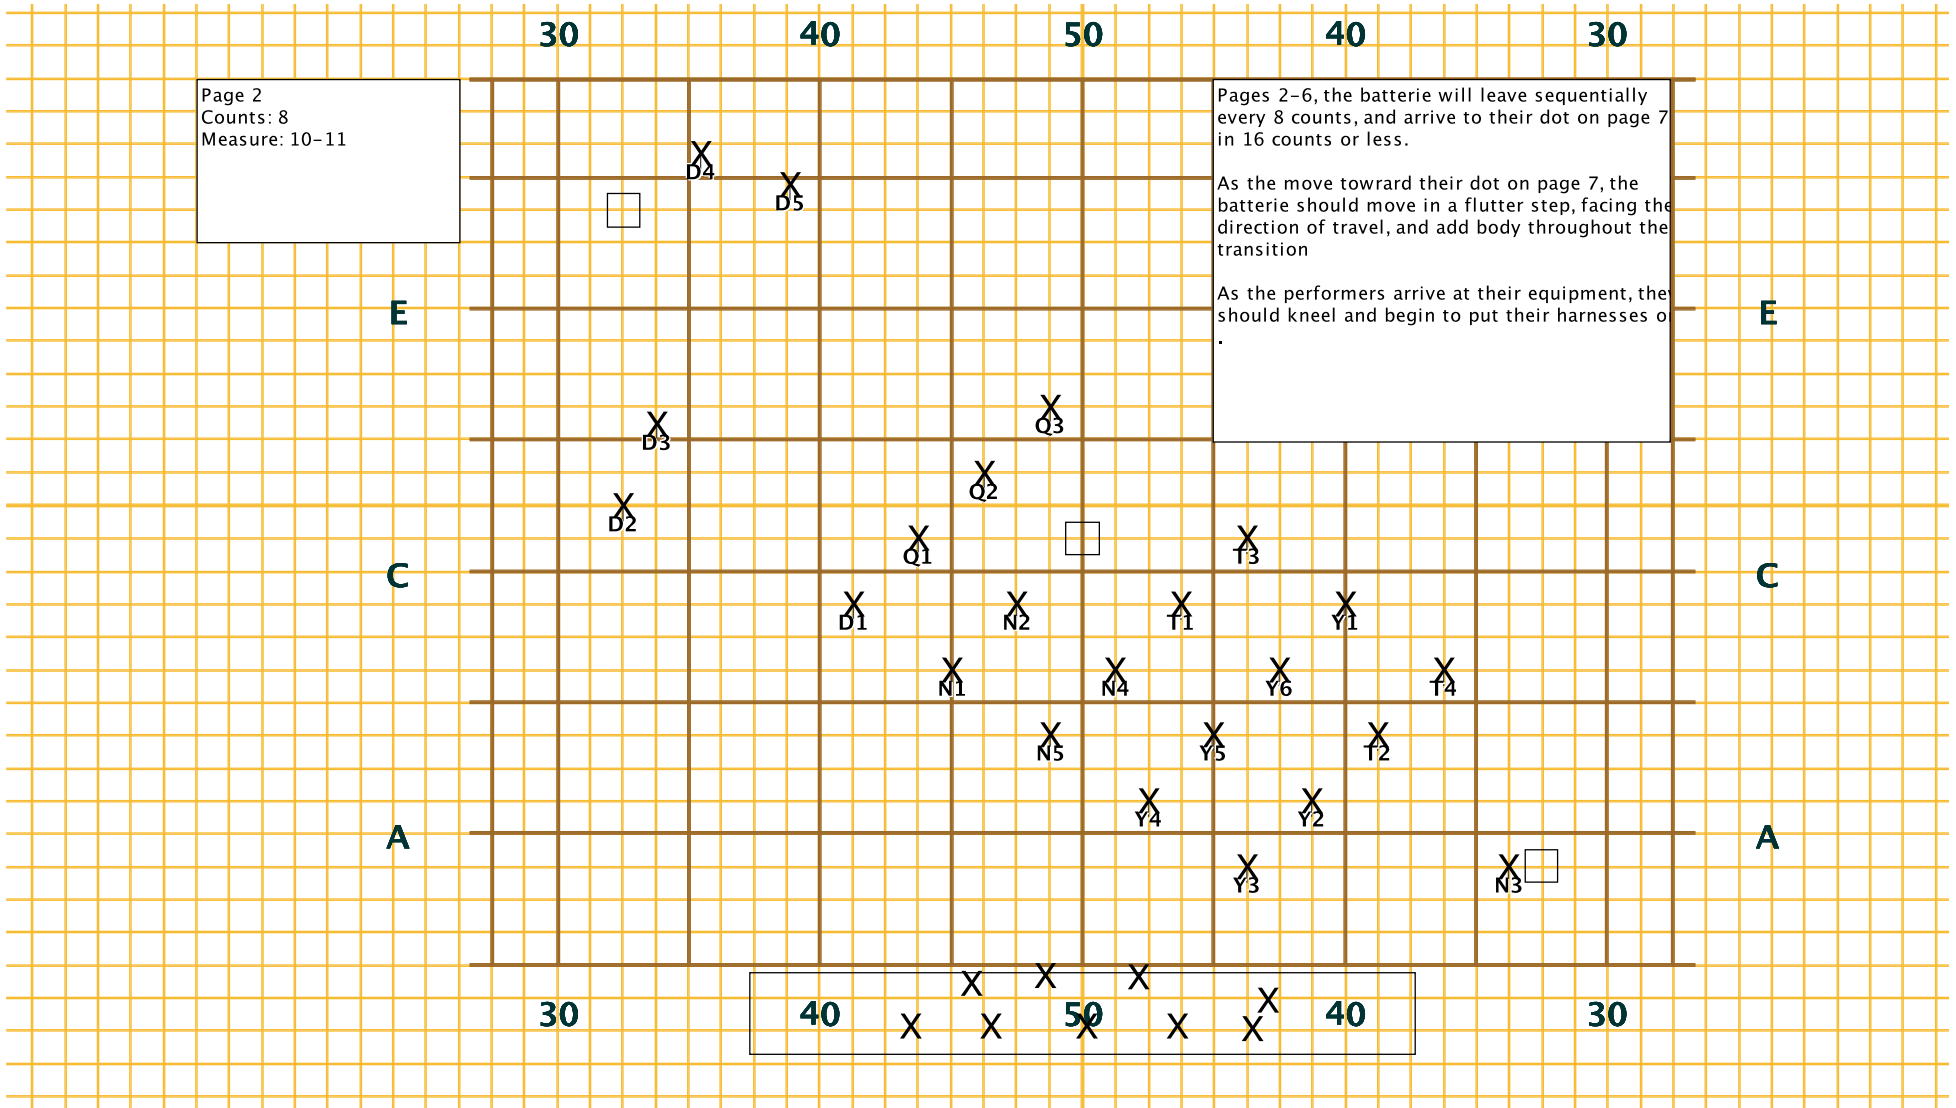 30 40 50 40 30
Page 2
Counts: 8
Measure: 10-11
Pages 2-6, the batterie will leave sequentially
every 8 counts, and arrive to their dot on page 7
in 16 counts or less.
As the move towrard their dot on page 7, the
batterie should move in a flutter step, facing the
direction of travel, and add body throughout the
transition
As the performers arrive at their equipment, they
should kneel and begin to put their harnesses on
.
X X
D4 D5
E E
X X
D3 Q3
X X
D2 Q2
X X
Q1 T3
C C
X X X X
D1 N2 T1 Y1
X X X X
N1 N4 Y6 T4
X X X
N5 Y5 T2
X X
Y4 Y2
A A
X X
Y3 N3
X X X
X
30 40 50 40 30
X X X X X